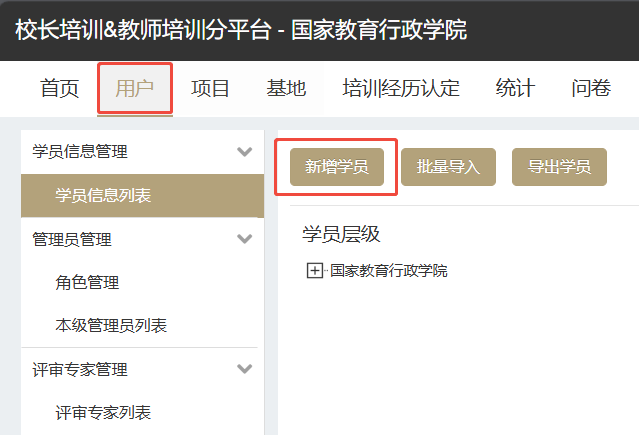 校长培训&教师培训分平台 - 国家教育行政学院
首页 用户 项目 基地 培训经历认定 统计 问卷
学员信息管理
学员信息列表
管理员管理
角色管理
本级管理员列表
评审专家管理
评审专家列表
新增学员 批量导入 导出学员
学员层级
国家教育行政学院